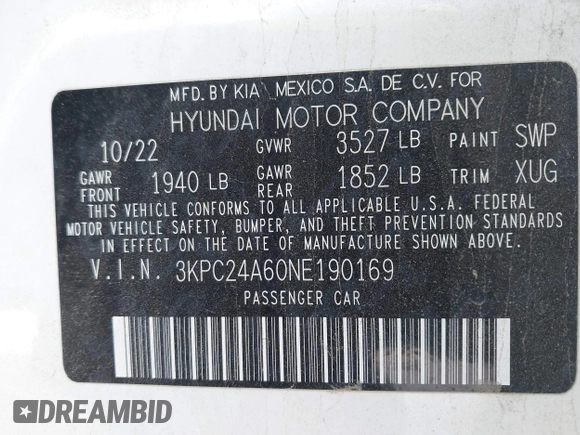 MFD. BY KIA MEXICO S.A. DE C.V. FOR
HYUNDAI MOTOR COMPANY
10/22 GVWR 3527 LB PAINT SWP
GAWR FRONT 1940 LB GAWR REAR 1852 LB TRIM XUG
THIS VEHICLE CONFORMS TO ALL APPLICABLE U.S.A. FEDERAL
MOTOR VEHICLE SAFETY, BUMPER, AND THEFT PREVENTION STANDARDS
IN EFFECT ON THE DATE OF MANUFACTURE SHOWN ABOVE.
V.I.N. 3KPC24A60NE190169
PASSENGER CAR
DREAMBID